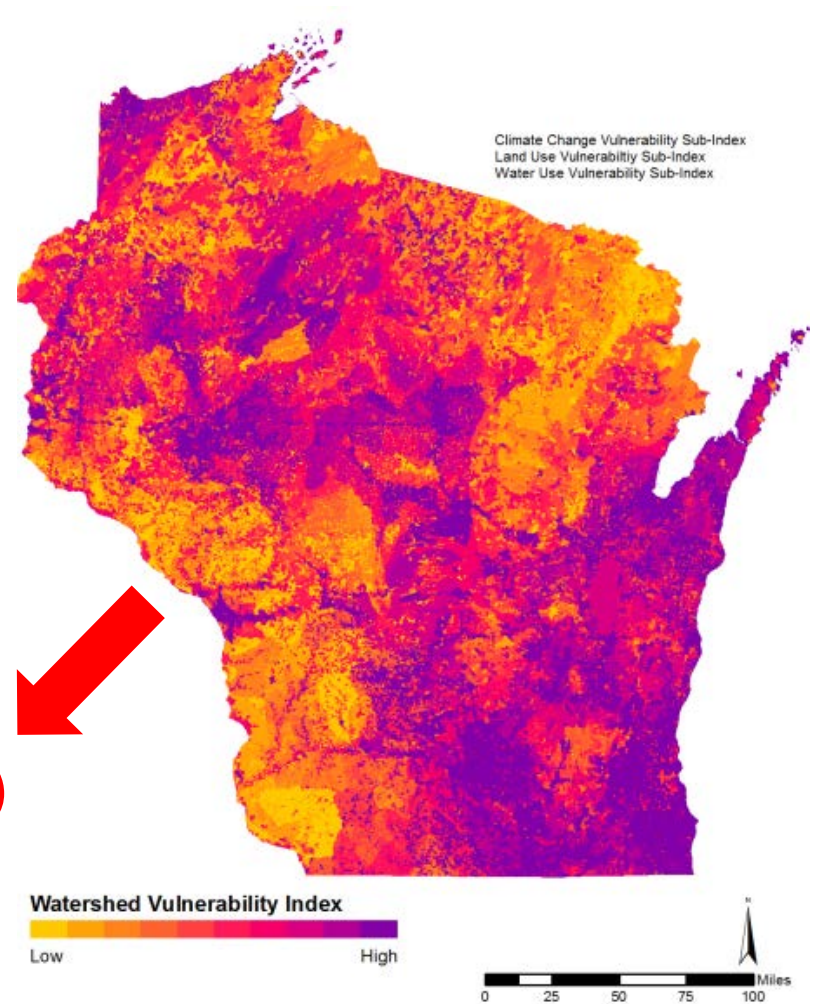 Climate Change Vulnerability Sub-Index
Land Use Vulnerabiltiy Sub-Index
Water Use Vulnerability Sub-Index
Watershed Vulnerability Index
Low High
N
Miles
0 25 50 75 100